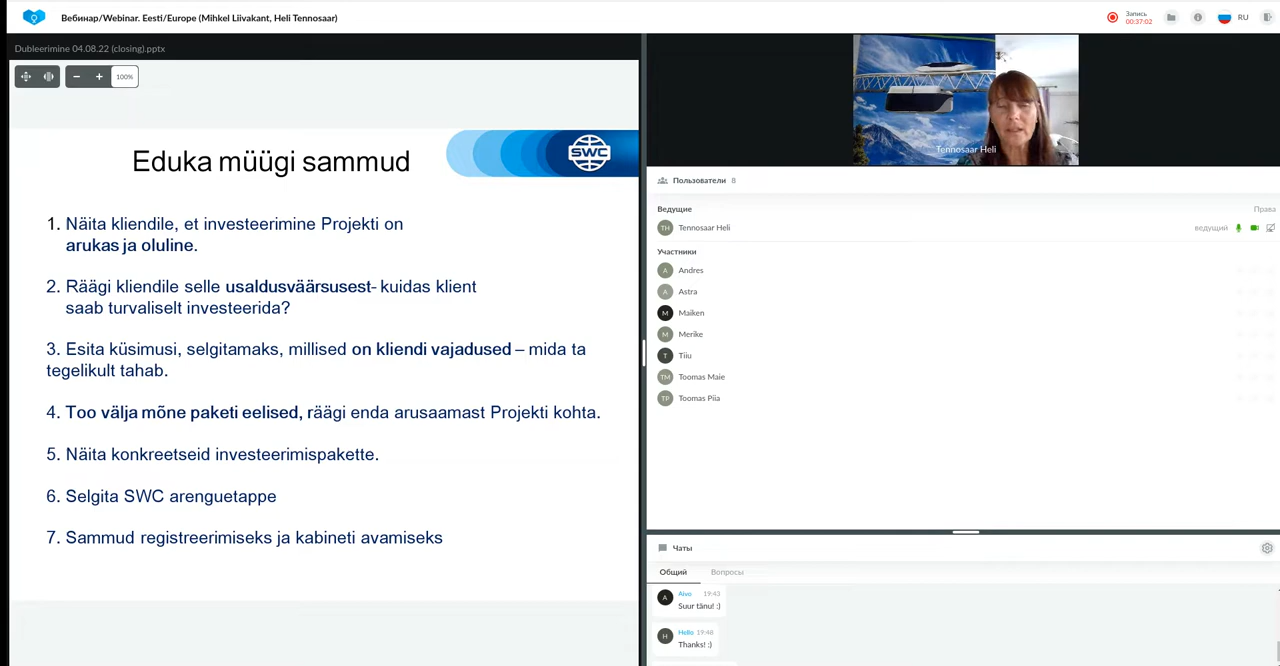 Вебинар/Webinar. Eesti/Europe (Mihkel Liivakant, Heli Tennosaar)
Запись
00:37:02
RU
Dubleerimine 04.08.22 (closing).pptx
100%
Eduka müügi sammud
SWC
1. Näita kliendile, et investeerimine Projekti on
arukas ja oluline.
2. Räägi kliendile selle usaldusväärsusest- kuidas klient
saab turvaliselt investeerida?
3. Esita küsimusi, selgitamaks, millised on kliendi vajadused – mida ta
tegelikult tahab.
4. Too välja mõne paketi eelised, räägi enda arusaamast Projekti kohta.
5. Näita konkreetseid investeerimispakette.
6. Selgita SWC arenguetappe
7. Sammud registreerimiseks ja kabineti avamiseks
Tennosaar Heli
Пользователи 8
Ведущие Права
TH Tennosaar Heli ведущий
Участники
A Andres
A Astra
M Maiken
M Merike
T Tiiu
TM Toomas Maie
TP Toomas Piia
Чаты
Общий Вопросы
A Aivo 19:43
Suur tänu! :)
H Hello 19:48
Thanks! :)